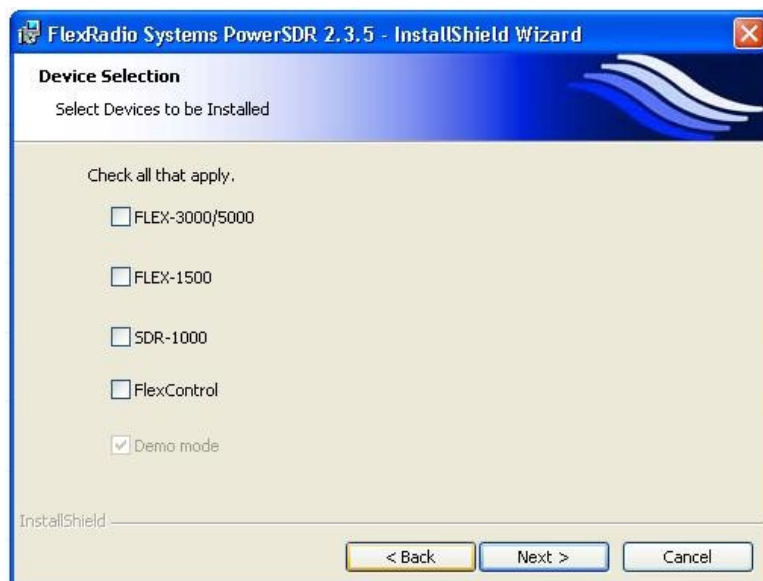 FlexRadio Systems PowerSDR 2.3.5 - InstallShield Wizard
Device Selection
Select Devices to be Installed
Check all that apply.
FLEX-3000/5000
FLEX-1500
SDR-1000
FlexControl
Demo mode
InstallShield
< Back
Next >
Cancel